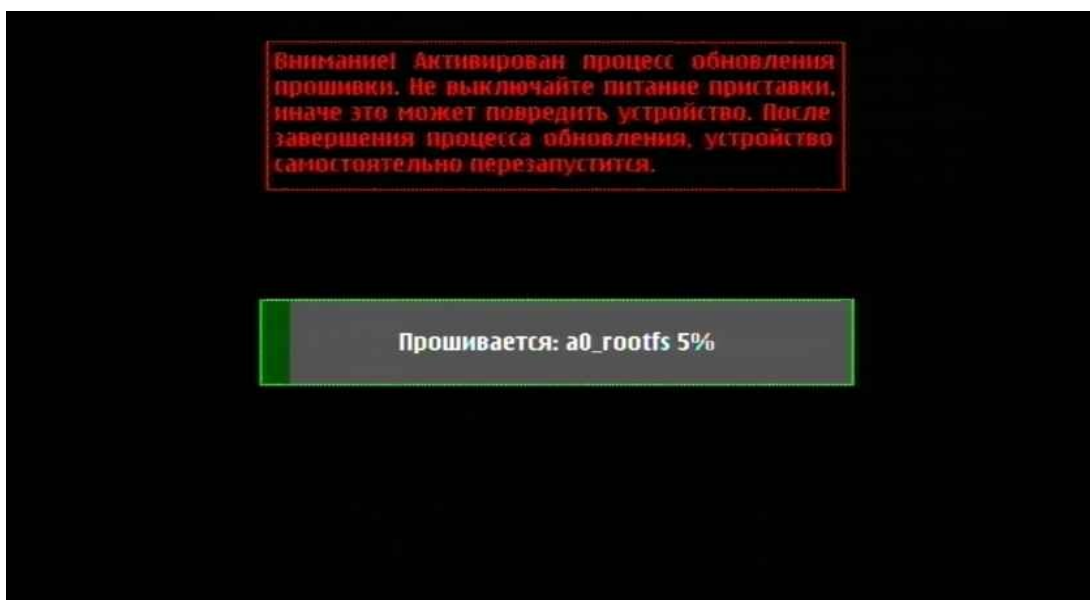 Внимание! Активирован процесс обновления
прошивки. Не выключайте питание приставки,
иначе это может повредить устройство. После
завершения процесса обновления, устройство
самостоятельно перезапустится.
Прошивается: a0_rootfs 5%